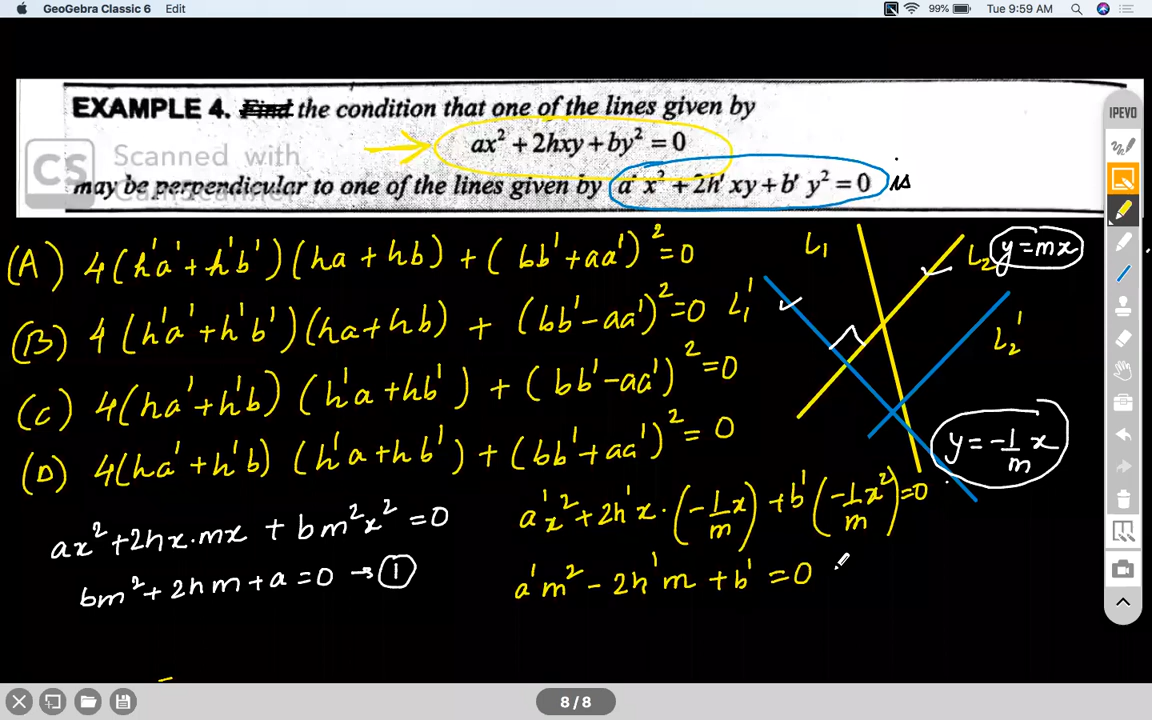 GeoGebra Classic 6 Edit
99% Tue 9:59 AM
EXAMPLE 4. Find the condition that one of the lines given by
ax² + 2hxy + by² = 0
CS Scanned with
may be perpendicular to one of the lines given by a' x² + 2h' xy + b' y² = 0 is
IPEVO
(A) 4(h'a' + h'b')(ha + hb) + (bb' + aa')² = 0
L₁
L₂ y = mx
(B) 4(h'a' + h'b')(ha + hb) + (bb' - aa')² = 0
L₁'
L₂'
(C) 4(ha' + h'b)(h'a + hb') + (bb' - aa')² = 0
(D) 4(ha' + h'b)(h'a + hb') + (bb' + aa')² = 0
y = -1/m x
ax² + 2hx·mx + bm²x² = 0
bm² + 2hm + a = 0 → ①
a'x² + 2h'x·(-1/m x) + b'(-1/m x²) = 0
a'm² - 2h'm + b' = 0
8 / 8